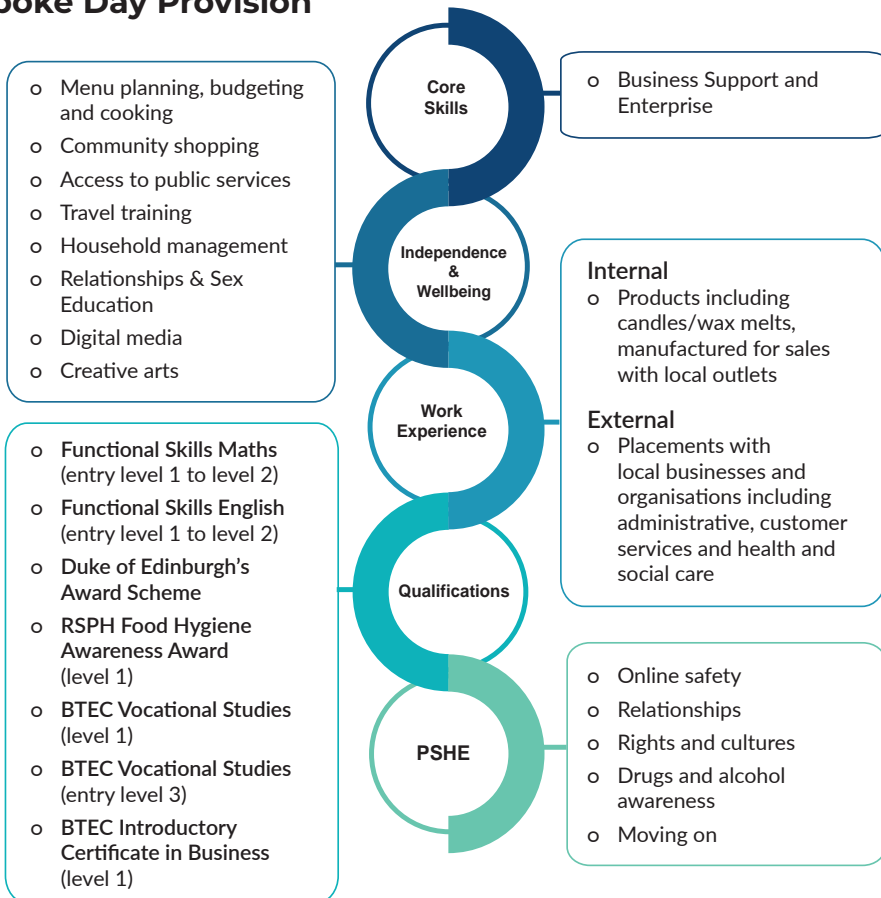 poke Day Provision
Core
Skills
o Business Support and
Enterprise
o Menu planning, budgeting
and cooking
o Community shopping
o Access to public services
o Travel training
o Household management
o Relationships & Sex
Education
o Digital media
o Creative arts
Independence
&
Wellbeing
Internal
o Products including
candles/wax melts,
manufactured for sales
with local outlets
External
o Placements with
local businesses and
organisations including
administrative, customer
services and health and
social care
Work
Experience
o Functional Skills Maths
(entry level 1 to level 2)
o Functional Skills English
(entry level 1 to level 2)
o Duke of Edinburgh's
Award Scheme
o RSPH Food Hygiene
Awareness Award
(level 1)
o BTEC Vocational Studies
(level 1)
o BTEC Vocational Studies
(entry level 3)
o BTEC Introductory
Certificate in Business
(level 1)
Qualifications
PSHE
o Online safety
o Relationships
o Rights and cultures
o Drugs and alcohol
awareness
o Moving on